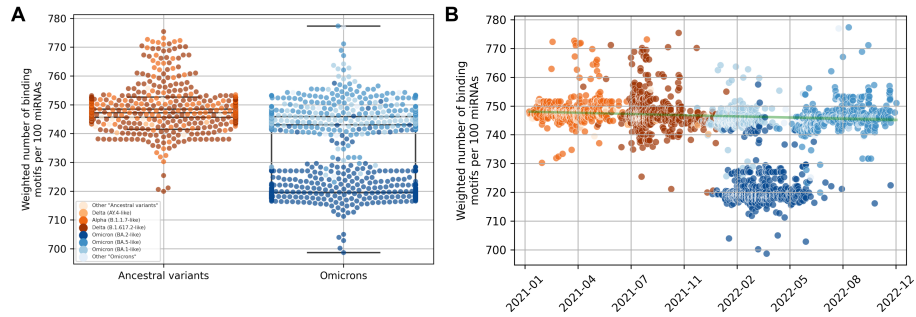 A
Weighted number of binding
motifs per 100 miRNAs
780
770
760
750
740
730
720
710
700
Other "Ancestral variants"
Delta (AY.4-like)
Alpha (B.1.1.7-like)
Delta (B.1.617.2-like)
Omicron (BA.2-like)
Omicron (BA.5-like)
Omicron (BA.1-like)
Other "Omicrons"
Ancestral variants
Omicrons
B
Weighted number of binding
motifs per 100 miRNAs
780
770
760
750
740
730
720
710
700
2021-01
2021-04
2021-07
2021-11
2022-02
2022-05
2022-08
2022-12